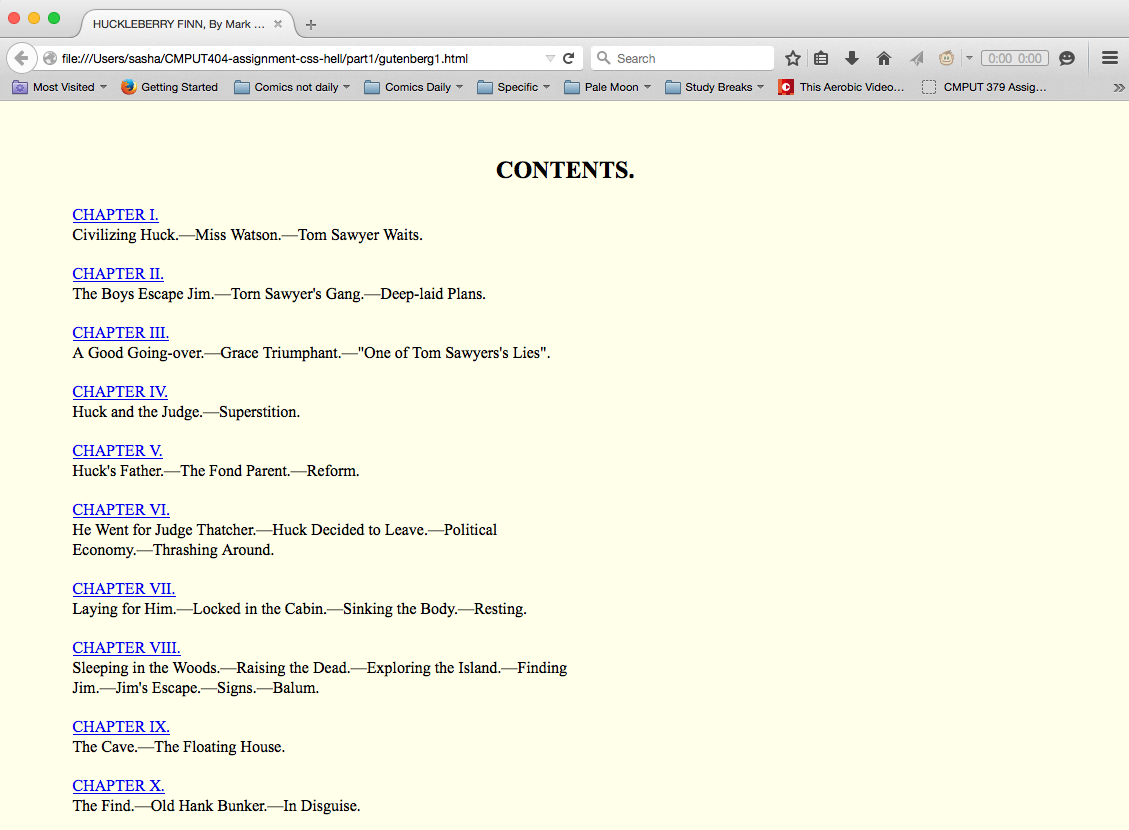 HUCKLEBERRY FINN, By Mark ...
file:///Users/sasha/CMPUT404-assignment-css-hell/part1/gutenberg1.html
Search
0:00 0:00
Most Visited
Getting Started
Comics not daily
Comics Daily
Specific
Pale Moon
Study Breaks
This Aerobic Video...
CMPUT 379 Assig...
CONTENTS.
CHAPTER I.
Civilizing Huck.—Miss Watson.—Tom Sawyer Waits.
CHAPTER II.
The Boys Escape Jim.—Torn Sawyer's Gang.—Deep-laid Plans.
CHAPTER III.
A Good Going-over.—Grace Triumphant.—"One of Tom Sawyers's Lies".
CHAPTER IV.
Huck and the Judge.—Superstition.
CHAPTER V.
Huck's Father.—The Fond Parent.—Reform.
CHAPTER VI.
He Went for Judge Thatcher.—Huck Decided to Leave.—Political
Economy.—Thrashing Around.
CHAPTER VII.
Laying for Him.—Locked in the Cabin.—Sinking the Body.—Resting.
CHAPTER VIII.
Sleeping in the Woods.—Raising the Dead.—Exploring the Island.—Finding
Jim.—Jim's Escape.—Signs.—Balum.
CHAPTER IX.
The Cave.—The Floating House.
CHAPTER X.
The Find.—Old Hank Bunker.—In Disguise.